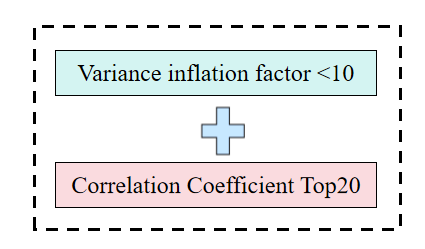 Variance inflation factor <10
Correlation Coefficient Top20